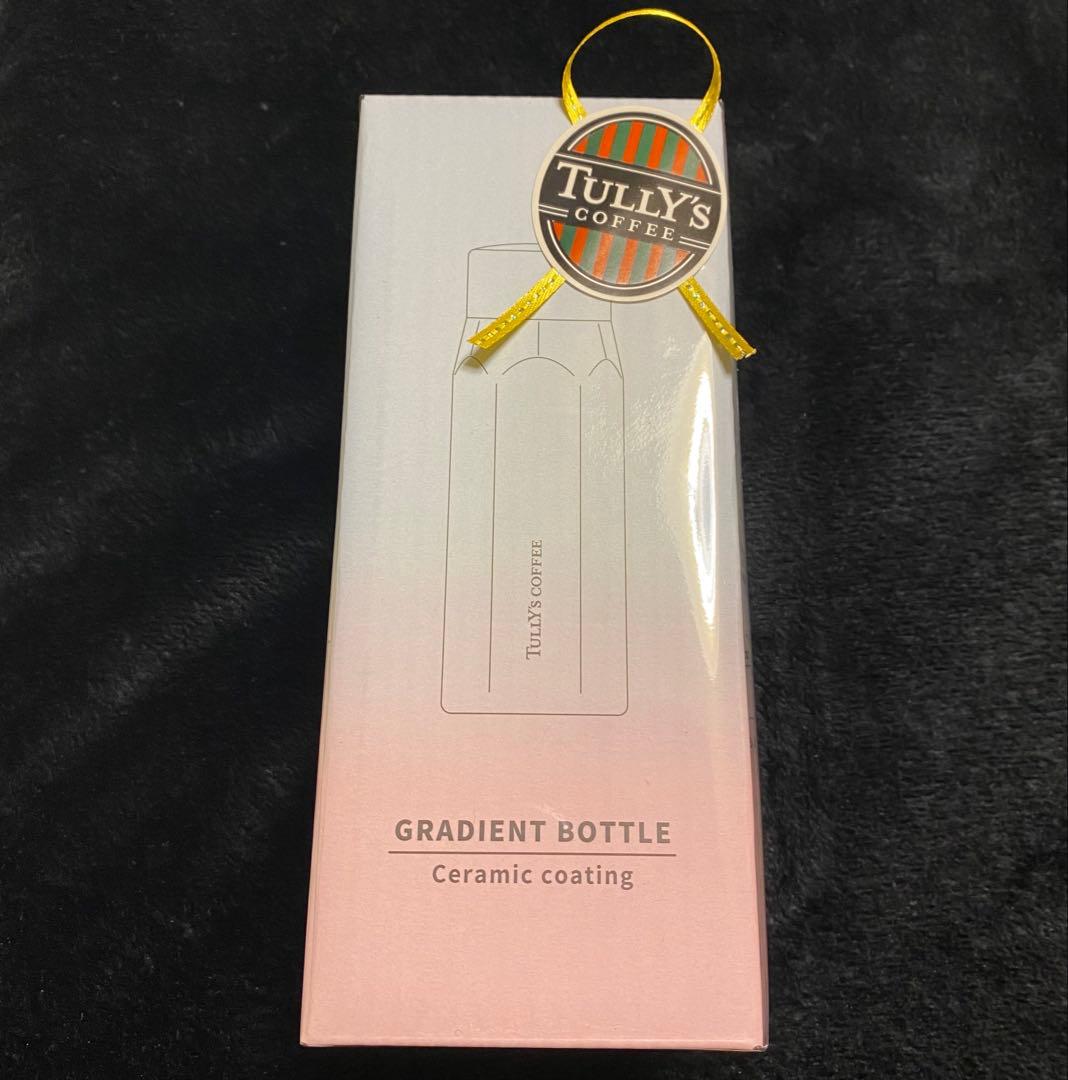 TULLY'S
COFFEE
TULLY'S COFFEE
GRADIENT BOTTLE
Ceramic coating